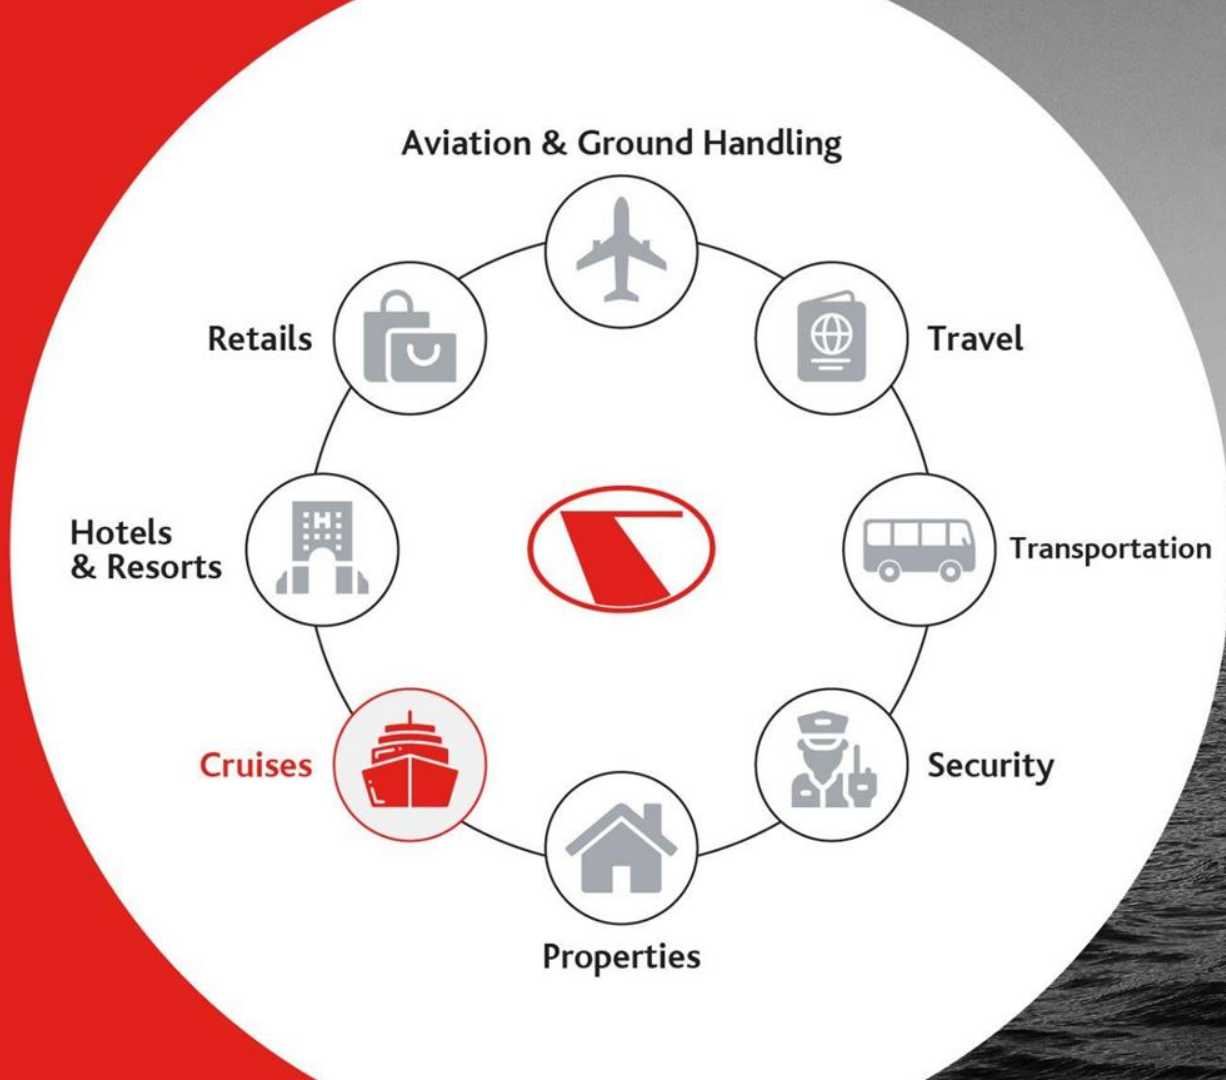 Aviation & Ground Handling
Retails
Travel
Hotels
& Resorts
H
Transportation
Cruises
Security
Properties